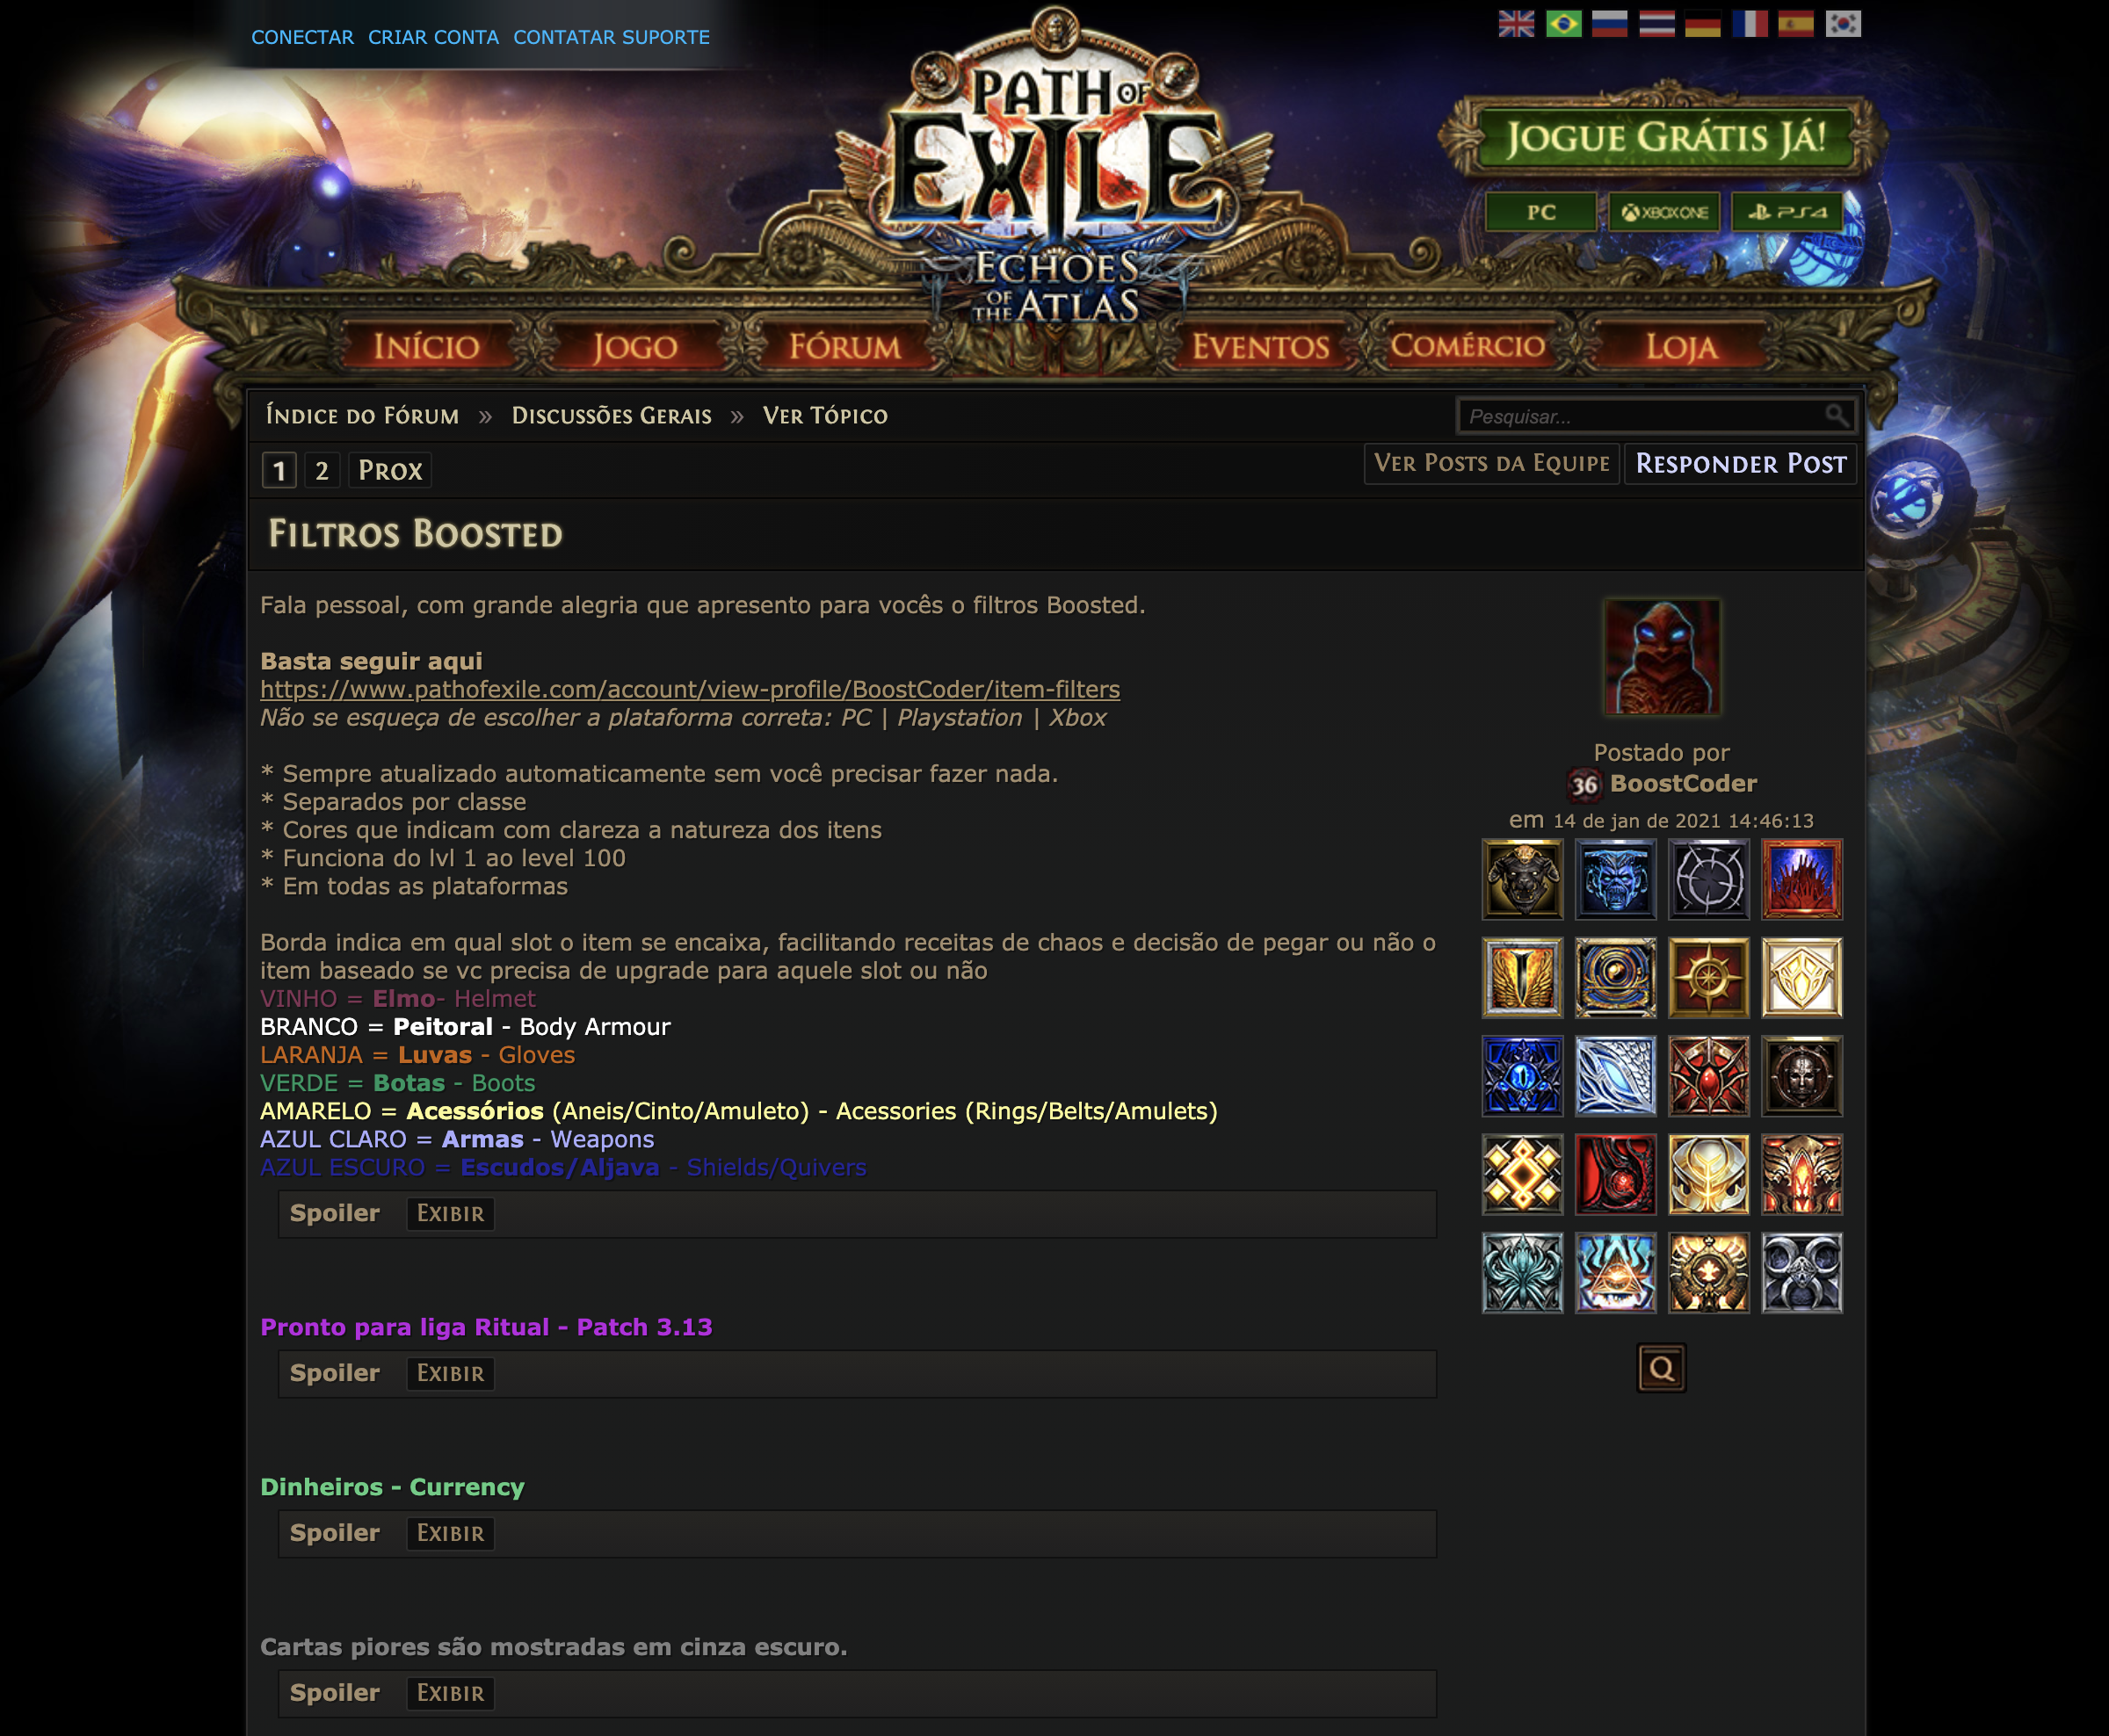 CONECTAR CRIAR CONTA CONTATAR SUPORTE
PATH OF
EXILE
ECHOES
OF THE ATLAS
JOGUE GRÁTIS JÁ!
PC XBOX ONE PS4
INÍCIO JOGO FÓRUM EVENTOS COMÉRCIO LOJA
ÍNDICE DO FÓRUM » DISCUSSÕES GERAIS » VER TÓPICO
Pesquisar...
1 2 PROX
VER POSTS DA EQUIPE RESPONDER POST
FILTROS BOOSTED
Fala pessoal, com grande alegria que apresento para vocês o filtros Boosted.
Basta seguir aqui
https://www.pathofexile.com/account/view-profile/BoostCoder/item-filters
Não se esqueça de escolher a plataforma correta: PC | Playstation | Xbox
* Sempre atualizado automaticamente sem você precisar fazer nada.
* Separados por classe
* Cores que indicam com clareza a natureza dos itens
* Funciona do lvl 1 ao level 100
* Em todas as plataformas
Borda indica em qual slot o item se encaixa, facilitando receitas de chaos e decisão de pegar ou não o
item baseado se vc precisa de upgrade para aquele slot ou não
VINHO = Elmo- Helmet
BRANCO = Peitoral - Body Armour
LARANJA = Luvas - Gloves
VERDE = Botas - Boots
AMARELO = Acessórios (Aneis/Cinto/Amuleto) - Acessories (Rings/Belts/Amulets)
AZUL CLARO = Armas - Weapons
AZUL ESCURO = Escudos/Aljava - Shields/Quivers
Spoiler EXIBIR
Pronto para liga Ritual - Patch 3.13
Spoiler EXIBIR
Dinheiros - Currency
Spoiler EXIBIR
Cartas piores são mostradas em cinza escuro.
Spoiler EXIBIR
Postado por
36 BoostCoder
em 14 de jan de 2021 14:46:13
Q